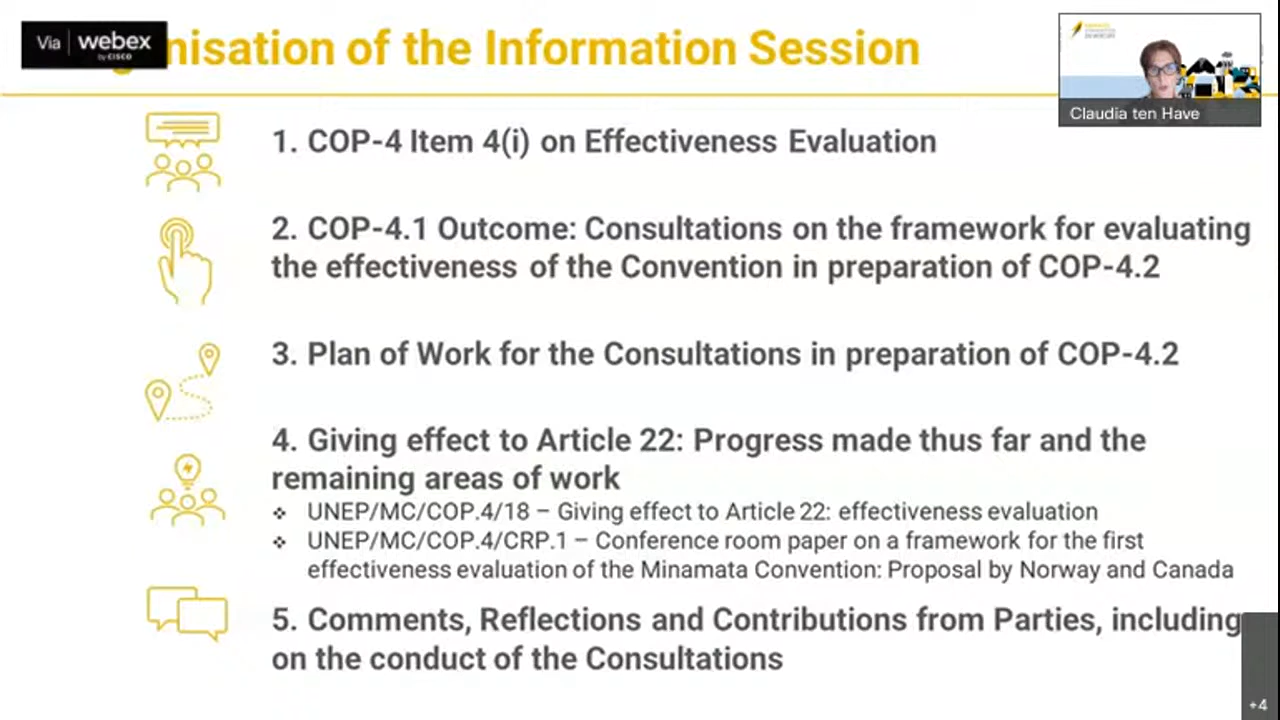 Via webex
by CISCO
nisation of the Information Session
Claudia ten Have
1. COP-4 Item 4(i) on Effectiveness Evaluation
2. COP-4.1 Outcome: Consultations on the framework for evaluating
the effectiveness of the Convention in preparation of COP-4.2
3. Plan of Work for the Consultations in preparation of COP-4.2
4. Giving effect to Article 22: Progress made thus far and the
remaining areas of work
❖ UNEP/MC/COP.4/18 – Giving effect to Article 22: effectiveness evaluation
❖ UNEP/MC/COP.4/CRP.1 – Conference room paper on a framework for the first
effectiveness evaluation of the Minamata Convention: Proposal by Norway and Canada
5. Comments, Reflections and Contributions from Parties, including
on the conduct of the Consultations
+4